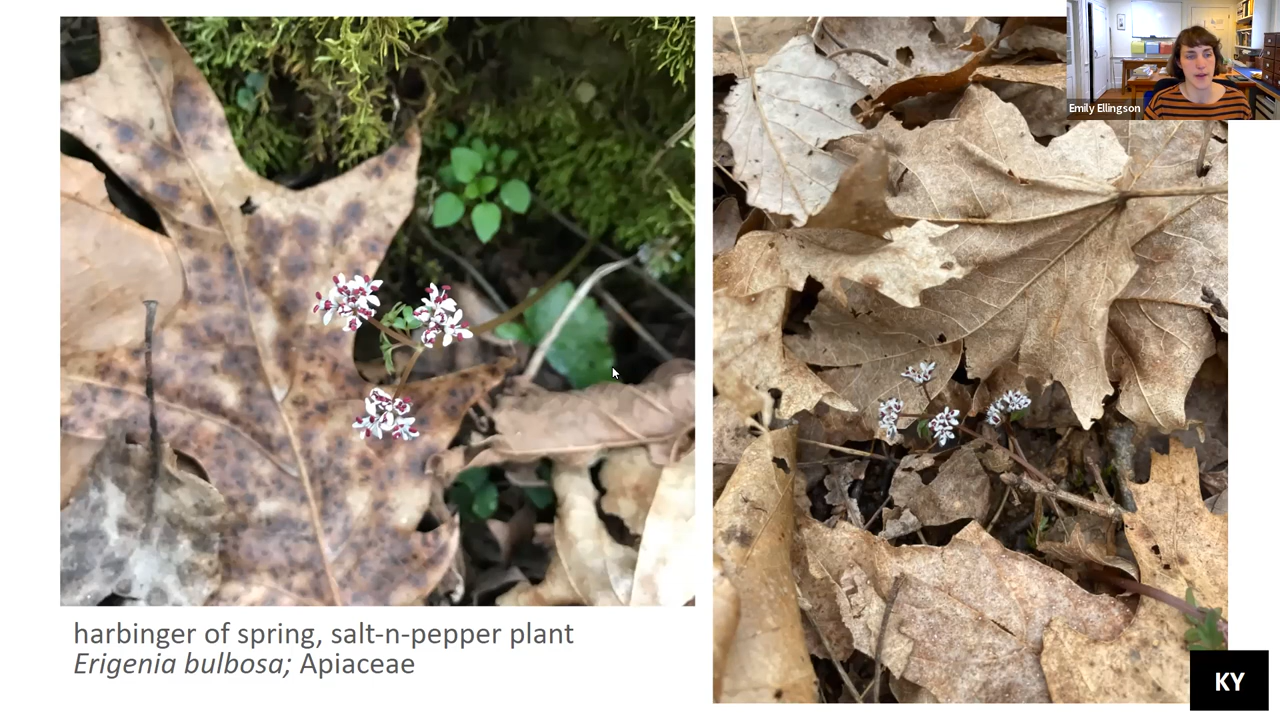 Emily Ellingson
harbinger of spring, salt-n-pepper plant
Erigenia bulbosa; Apiaceae
KY